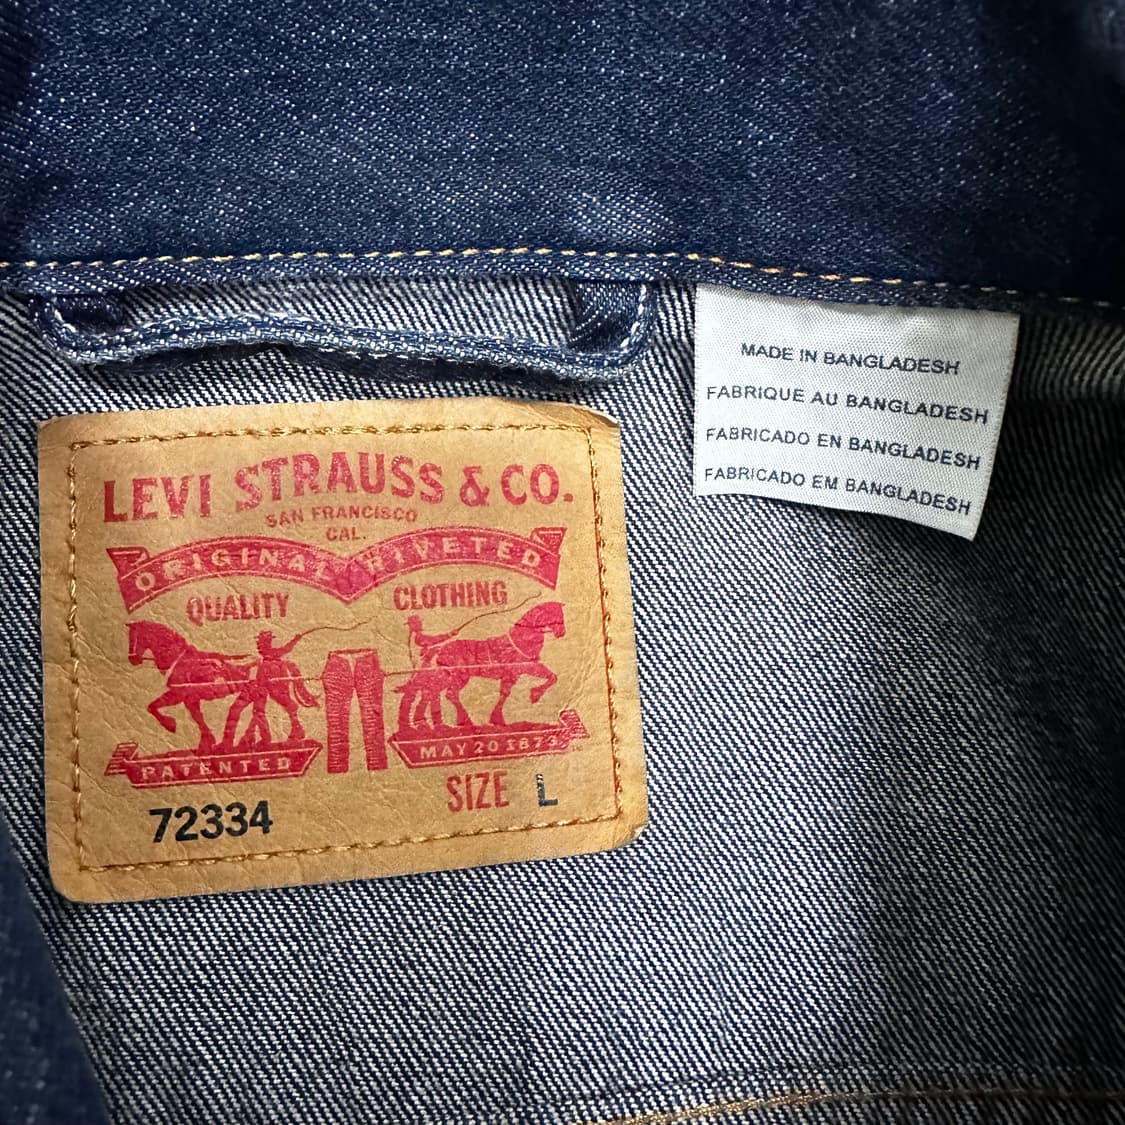 LEVI STRAUSS & CO.
SAN FRANCISCO
CAL.
ORIGINAL RIVETED
QUALITY CLOTHING
PATENTED MAY 20 1873
SIZE L
72334
MADE IN BANGLADESH
FABRIQUE AU BANGLADESH
FABRICADO EN BANGLADESH
FABRICADO EM BANGLADESH